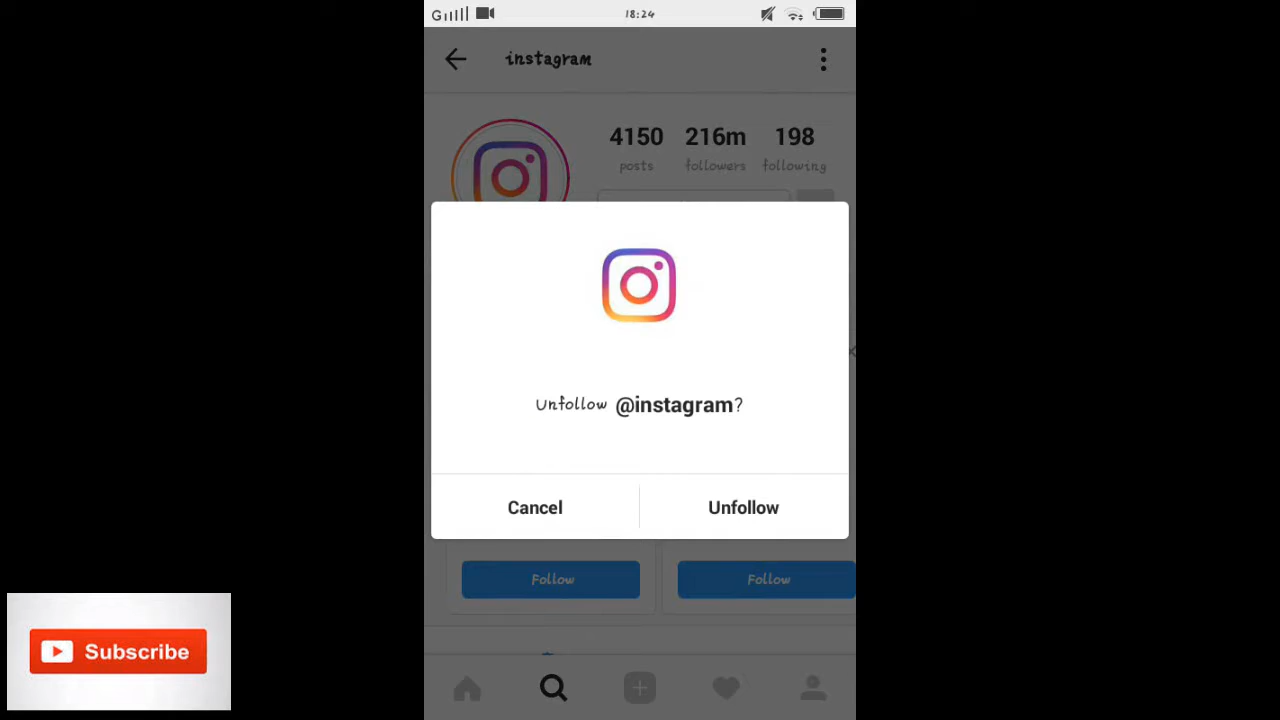 G 18:24
instagram
4150 216m 198
posts followers following
Unfollow @instagram?
Cancel Unfollow
Follow Follow
Subscribe